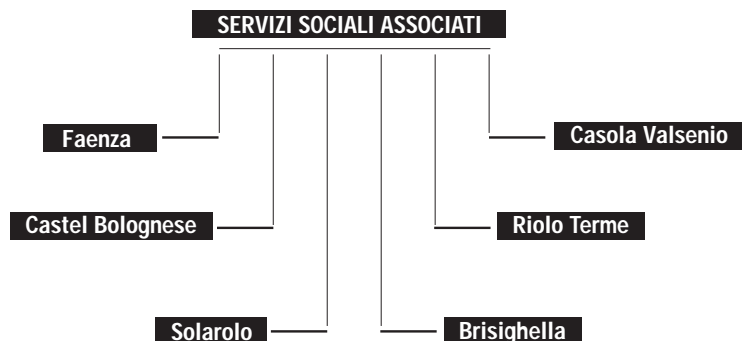 SERVIZI SOCIALI ASSOCIATI
Faenza
Casola Valsenio
Castel Bolognese
Riolo Terme
Solarolo
Brisighella